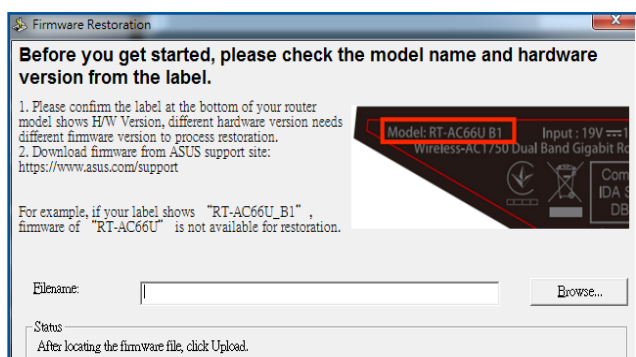 Firmware Restoration
Before you get started, please check the model name and hardware
version from the label.
1. Please confirm the label at the bottom of your router
model shows H/W Version, different hardware version needs
different firmware version to process restoration.
2. Download firmware from ASUS support site:
https://www.asus.com/support
For example, if your label shows “RT-AC66U_B1”,
firmware of “RT-AC66U” is not available for restoration.
Model: RT-AC66U B1 Input : 19V
Wireless-AC1750 Dual Band Gigabit
Com
IDA
DB
Filename:
Browse...
Status
After locating the firmware file, click Upload.